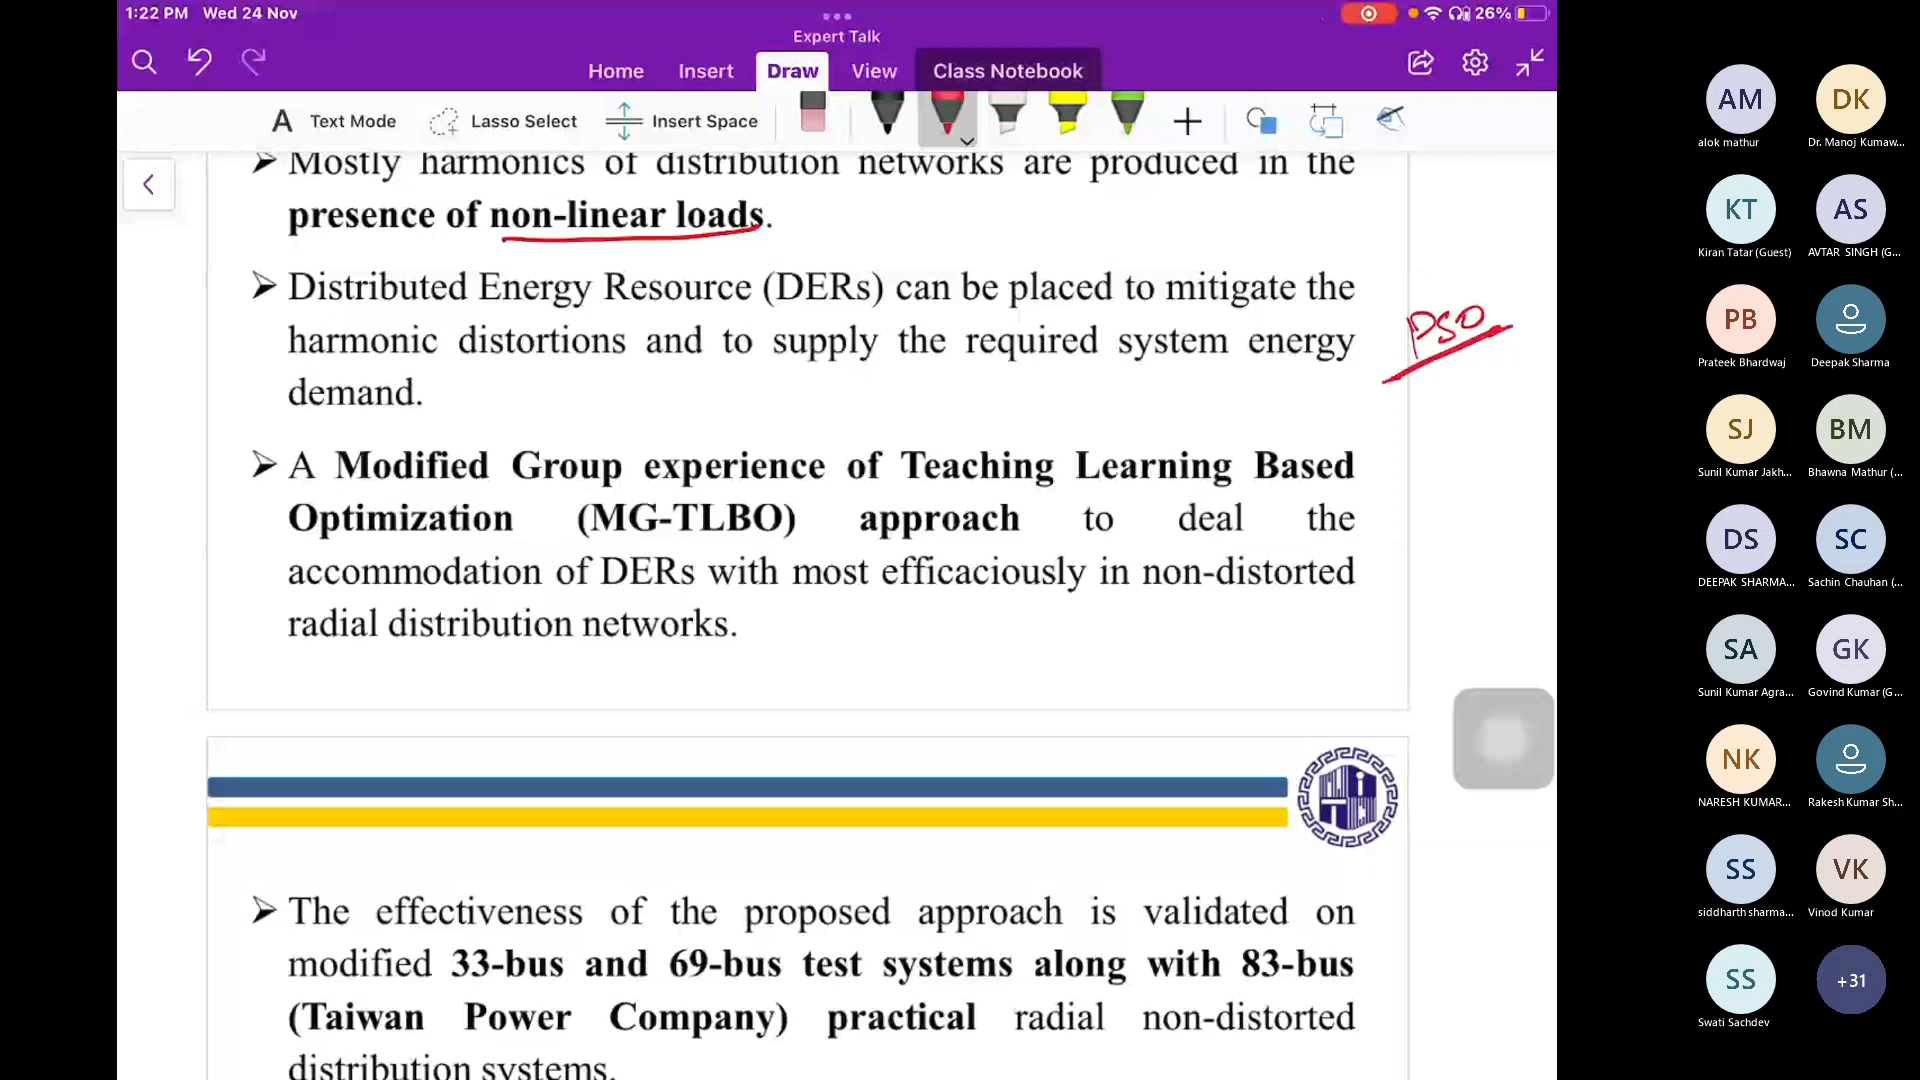 1:22 PM Wed 24 Nov
26%
Expert Talk
Home Insert Draw View Class Notebook
Text Mode Lasso Select Insert Space
➢ Mostly harmonics of distribution networks are produced in the
presence of non-linear loads.
➢ Distributed Energy Resource (DERs) can be placed to mitigate the
harmonic distortions and to supply the required system energy
demand.
PSO
➢ A Modified Group experience of Teaching Learning Based
Optimization (MG-TLBO) approach to deal the
accommodation of DERs with most efficaciously in non-distorted
radial distribution networks.
➢ The effectiveness of the proposed approach is validated on
modified 33-bus and 69-bus test systems along with 83-bus
(Taiwan Power Company) practical radial non-distorted
distribution systems.
AM DK
alok mathur Dr. Manoj Kumaw...
KT AS
Kiran Tatar (Guest) AVTAR SINGH (G...
PB
Prateek Bhardwaj Deepak Sharma
SJ BM
Sunil Kumar Jakh... Bhawna Mathur (...
DS SC
DEEPAK SHARMA... Sachin Chauhan (...
SA GK
Sunil Kumar Agra... Govind Kumar (G...
NK
NARESH KUMAR... Rakesh Kumar Sh...
SS VK
siddharth sharma... Vinod Kumar
SS +31
Swati Sachdev